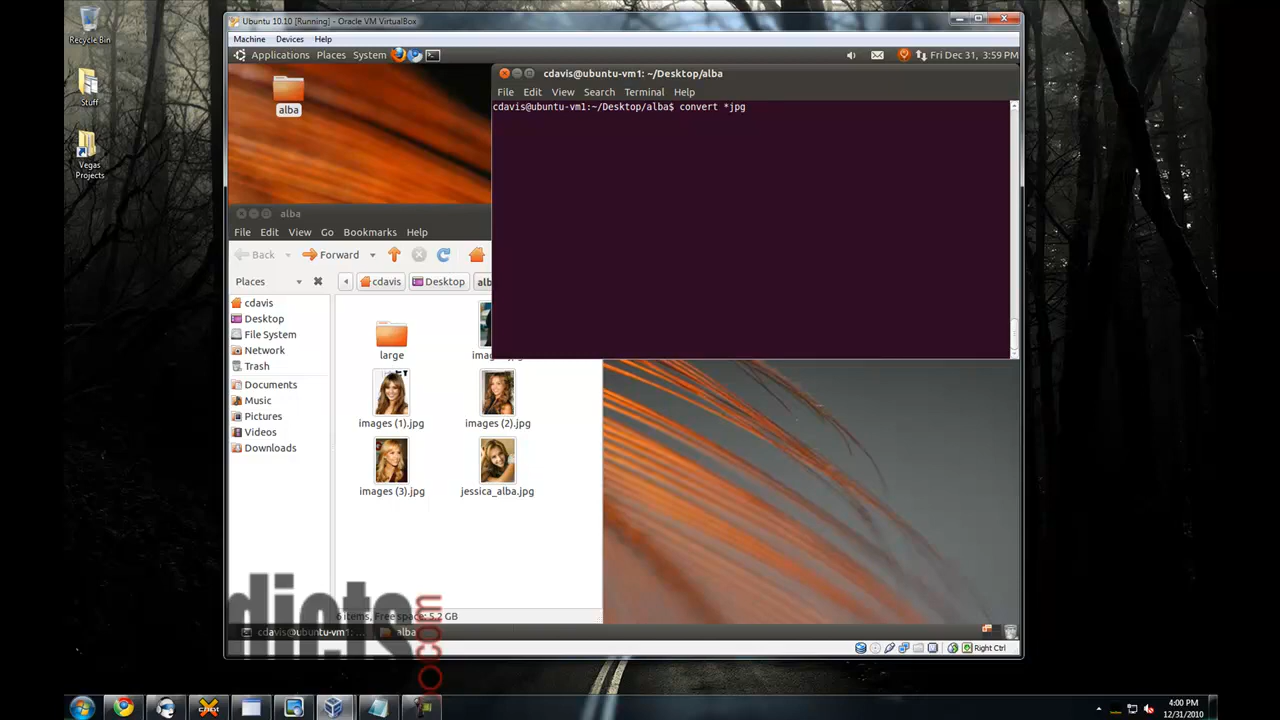 Recycle Bin
Stuff
Vegas
Projects
Ubuntu 10.10 [Running] - Oracle VM VirtualBox
Machine Devices Help
Applications Places System
Fri Dec 31, 3:59 PM
alba
cdavis@ubuntu-vm1: ~/Desktop/alba
File Edit View Search Terminal Help
cdavis@ubuntu-vm1:~/Desktop/alba$ convert *jpg
alba
File Edit View Go Bookmarks Help
Back Forward
Places
cdavis Desktop alb
cdavis
Desktop
File System
Network
Trash
Documents
Music
Pictures
Videos
Downloads
large
images (1).jpg
images (2).jpg
images (3).jpg
jessica_alba.jpg
6 items, Free space: 5.2 GB
dicts
com
cdavis@ubuntu-vm1: ...
alba
Right Ctrl
4:00 PM
12/31/2010